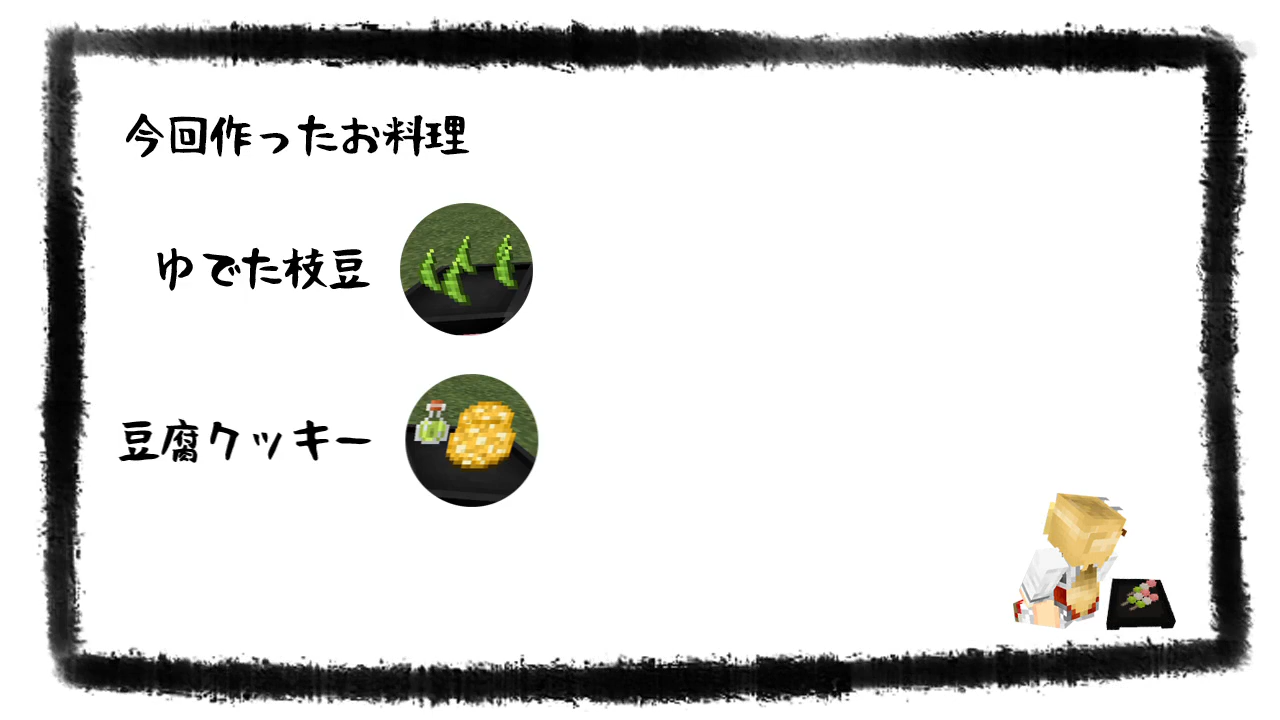 今回作ったお料理
ゆでた枝豆
豆腐クッキー